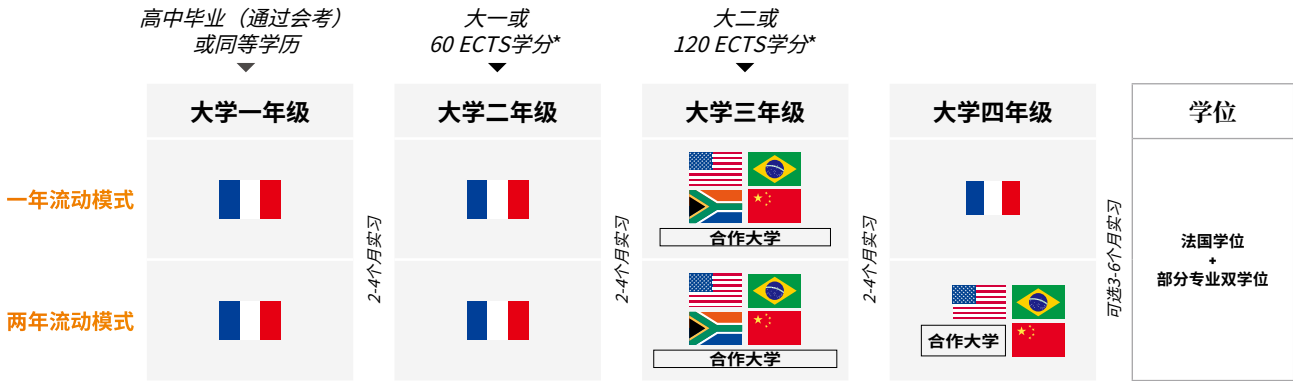 高中毕业（通过会考）
或同等学历
大一或
60 ECTS学分*
大二或
120 ECTS学分*
大学一年级
大学二年级
大学三年级
大学四年级
学位
一年流动模式
2-4个月实习
2-4个月实习
合作大学
2-4个月实习
可选3-6个月实习
法国学位
+
部分专业双学位
两年流动模式
合作大学
合作大学